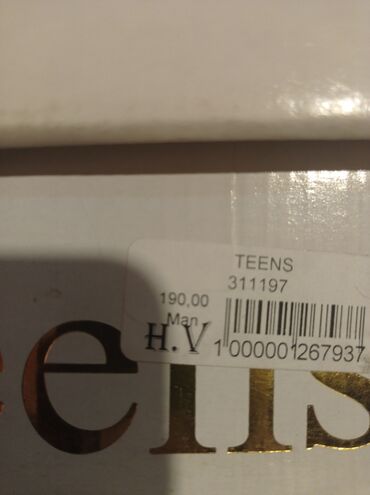 TEENS
311197
190,00
Man
H.V
1000001267937
eens